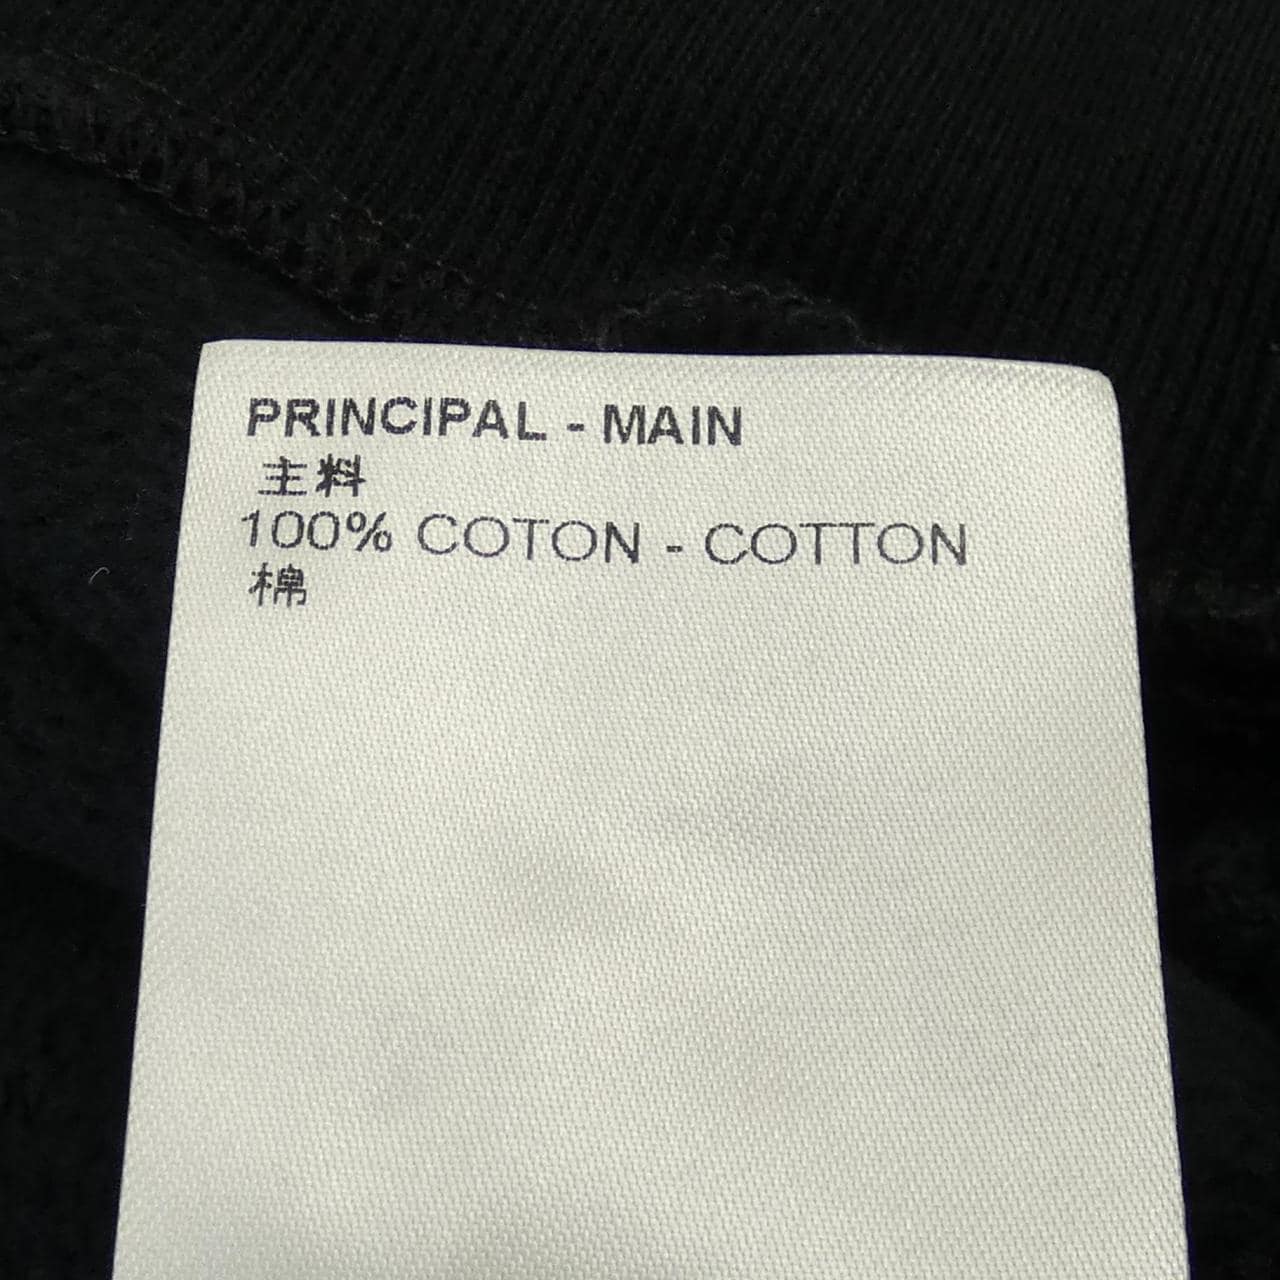 PRINCIPAL - MAIN
主料
100% COTON - COTTON
棉